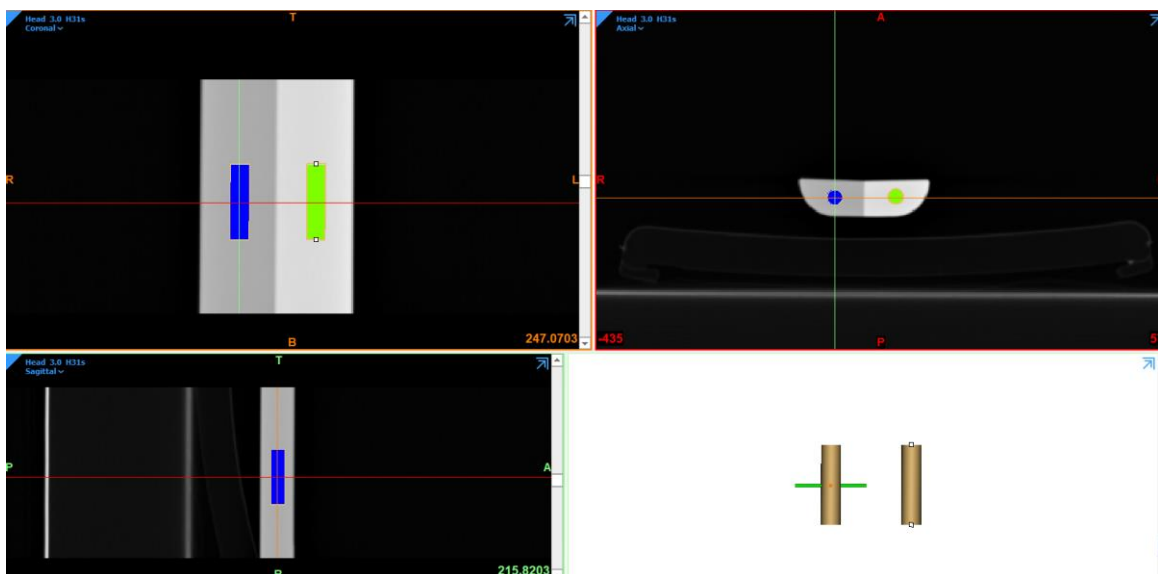 Head 3.0 H31s
Coronal
T
R
L
B
247.0703
Head 3.0 H31s
Axial
A
R
-435
P
Head 3.0 H31s
Sagittal
T
P
A
215.8203